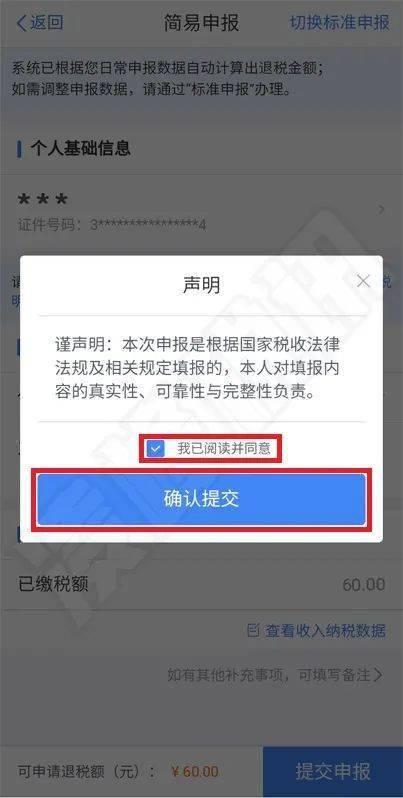 返回
简易申报
切换标准申报
系统已根据您日常申报数据自动计算出退税金额；
如需调整申报数据，请通过“标准申报”办理。
个人基础信息
***
证件号码：3****************4
声明
谨声明：本次申报是根据国家税收法律
法规及相关规定填报的，本人对填报内
容的真实性、可靠性与完整性负责。
我已阅读并同意
确认提交
已缴税额
60.00
查看收入纳税数据
如有其他补充事项，可填写备注
可申请退税额（元）：
¥60.00
提交申报